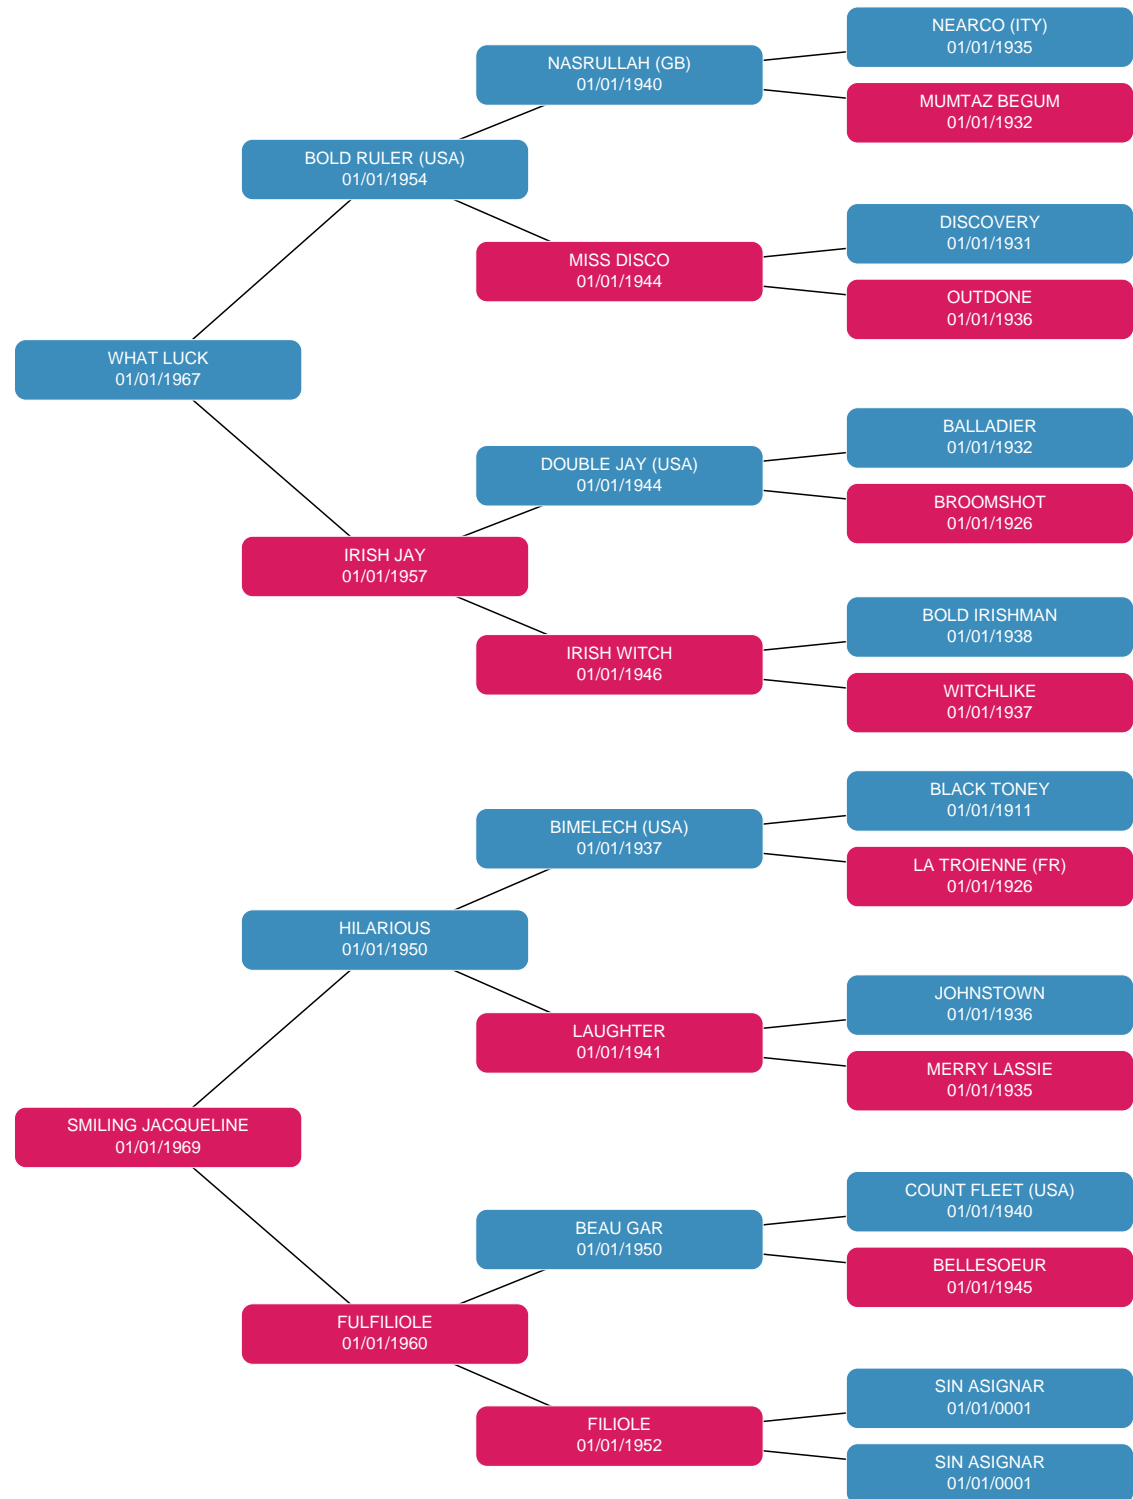 NEARCO (ITY)
01/01/1935
NASRULLAH (GB)
01/01/1940
MUMTAZ BEGUM
01/01/1932
BOLD RULER (USA)
01/01/1954
DISCOVERY
01/01/1931
MISS DISCO
01/01/1944
OUTDONE
01/01/1936
WHAT LUCK
01/01/1967
BALLADIER
01/01/1932
DOUBLE JAY (USA)
01/01/1944
BROOMSHOT
01/01/1926
IRISH JAY
01/01/1957
BOLD IRISHMAN
01/01/1938
IRISH WITCH
01/01/1946
WITCHLIKE
01/01/1937
BLACK TONEY
01/01/1911
BIMELECH (USA)
01/01/1937
LA TROIENNE (FR)
01/01/1926
HILARIOUS
01/01/1950
JOHNSTOWN
01/01/1936
LAUGHTER
01/01/1941
MERRY LASSIE
01/01/1935
SMILING JACQUELINE
01/01/1969
COUNT FLEET (USA)
01/01/1940
BEAU GAR
01/01/1950
BELLESOEUR
01/01/1945
FULFILIOLE
01/01/1960
SIN ASIGNAR
01/01/0001
FILIOLE
01/01/1952
SIN ASIGNAR
01/01/0001